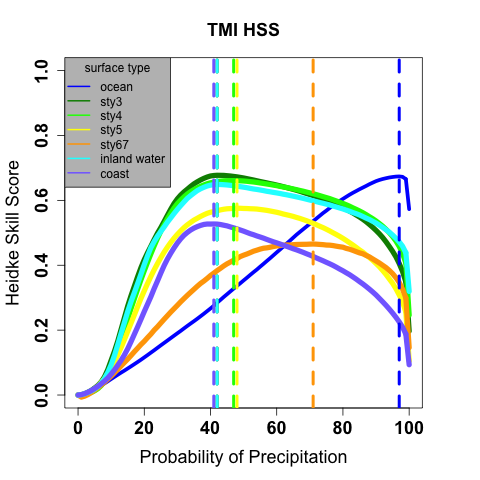 TMI HSS
surface type
ocean
sty3
sty4
sty5
sty67
inland water
coast
Heidke Skill Score
0.0
0.2
0.4
0.6
0.8
1.0
0 20 40 60 80 100
Probability of Precipitation